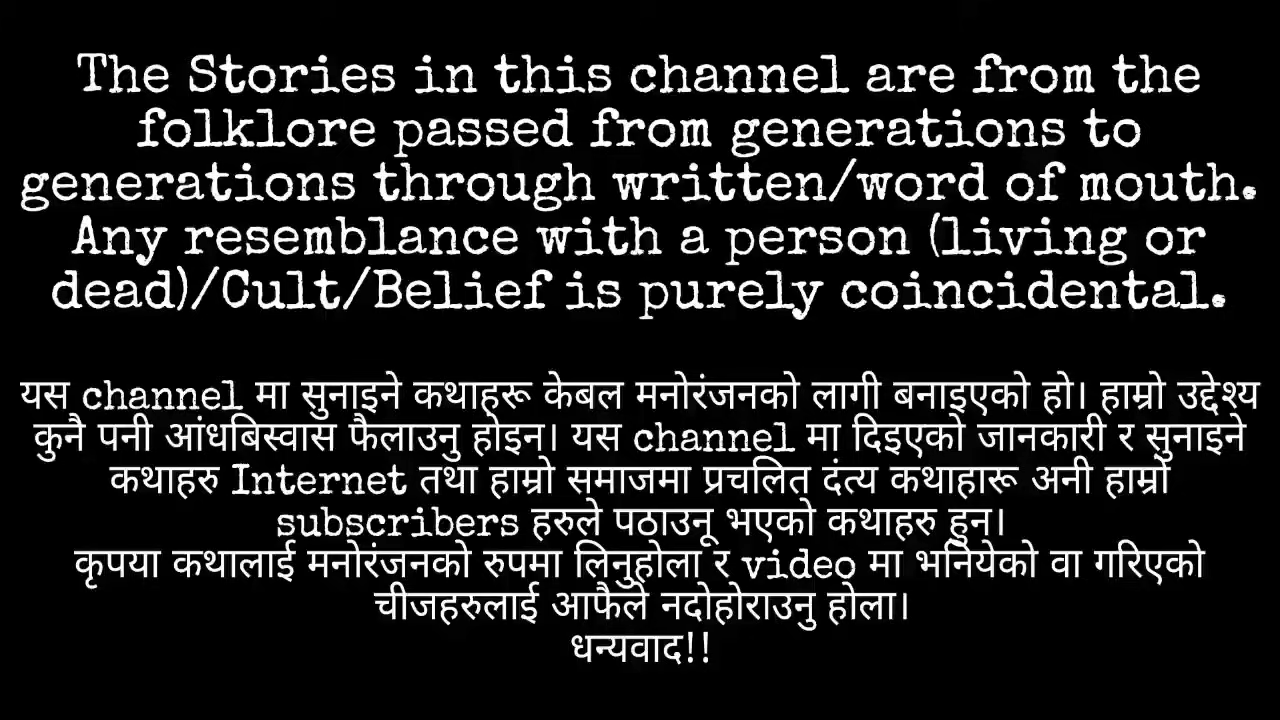 The Stories in this channel are from the
folklore passed from generations to
generations through written/word of mouth.
Any resemblance with a person (living or
dead)/Cult/Belief is purely coincidental.
यस channel मा सुनाइने कथाहरू केबल मनोरंजनको लागी बनाइएको हो। हाम्रो उद्देश्य
कुनै पनी आंधबिस्वास फैलाउनु होइन। यस channel मा दिइएको जानकारी र सुनाइने
कथाहरु Internet तथा हाम्रो समाजमा प्रचलित दंत्य कथाहारू अनी हाम्रो
subscribers हरुले पठाउनू भएको कथाहरु हुन।
कृपया कथालाई मनोरंजनको रुपमा लिनुहोला र video मा भनियेको वा गरिएको
चीजहरुलाई आफैले नदोहोराउनु होला।
धन्यवाद!!